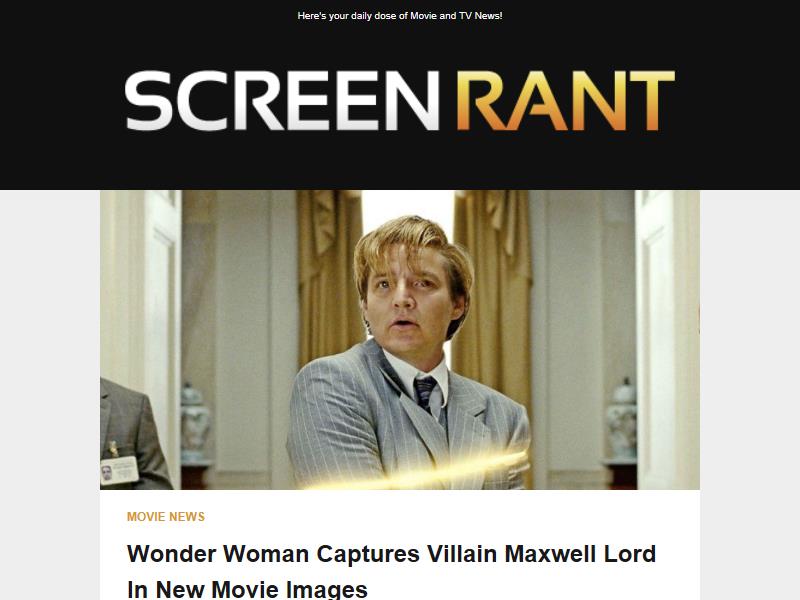 Here's your daily dose of Movie and TV News!
SCREEN RANT
MOVIE NEWS
Wonder Woman Captures Villain Maxwell Lord
In New Movie Images